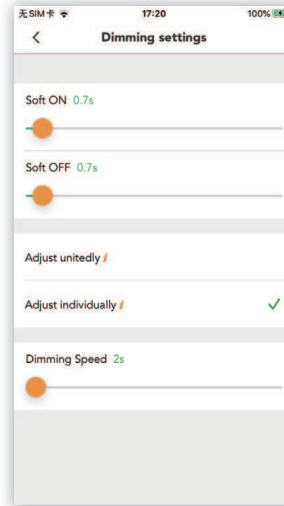 无SIM卡 17:20 100%
Dimming settings
Soft ON 0.7s
Soft OFF 0.7s
Adjust unitedly
Adjust individually
Dimming Speed 2s